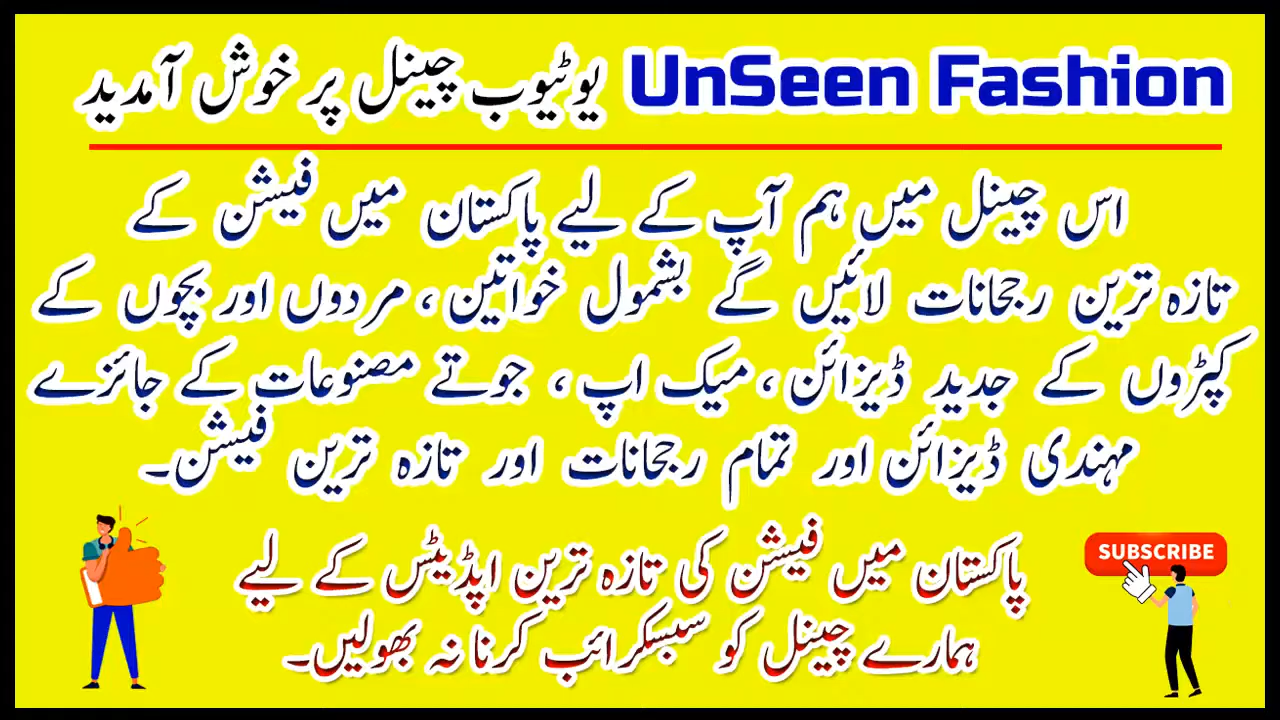 UnSeen Fashion یوٹیوب چینل پر خوش آمدید
اس چینل میں ہم آپ کے لیے پاکستان میں فیشن کے
تازہ ترین رجحانات لائیں گے بشمول خواتین، مردوں اور بچوں کے
کپڑوں کے جدید ڈیزائن، میک اپ، جوتے مصنوعات کے جائزے
مہندی ڈیزائن اور تمام رجحانات اور تازہ ترین فیشن۔
پاکستان میں فیشن کی تازہ ترین اپڈیٹس کے لیے
ہمارے چینل کو سبسکرائب کرنا نہ بھولیں۔
SUBSCRIBE